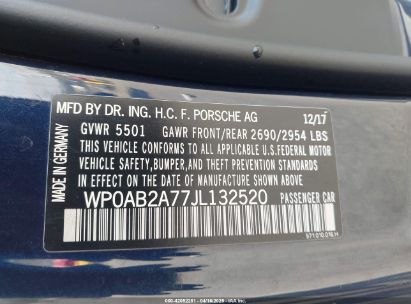 MFD BY DR. ING. H.C. F. PORSCHE AG 12/17
GVWR 5501 GAWR FRONT/REAR 2690/2954 LBS
THIS VEHICLE CONFORMS TO ALL APPLICABLE U.S.FEDERAL MOTOR
VEHICLE SAFETY,BUMPER,AND THEFT PREVENTION STANDARDS IN
EFFECT ON THE DATE OF MANUFACTURE SHOWN ABOVE.
WP0AB2A77JL132520 PASSENGER CAR
MADE IN GERMANY